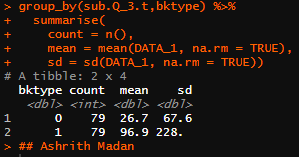 > group_by(sub.Q_3.t,bktype) %>%
+   summarise(
+     count = n(),
+     mean = mean(DATA_1, na.rm = TRUE),
+     sd = sd(DATA_1, na.rm = TRUE))
# A tibble: 2 x 4
  bktype count  mean    sd
   <dbl> <int> <dbl> <dbl>
1      0    79  26.7  67.6
2      1    79  96.9 228.
> ## Ashrith Madan